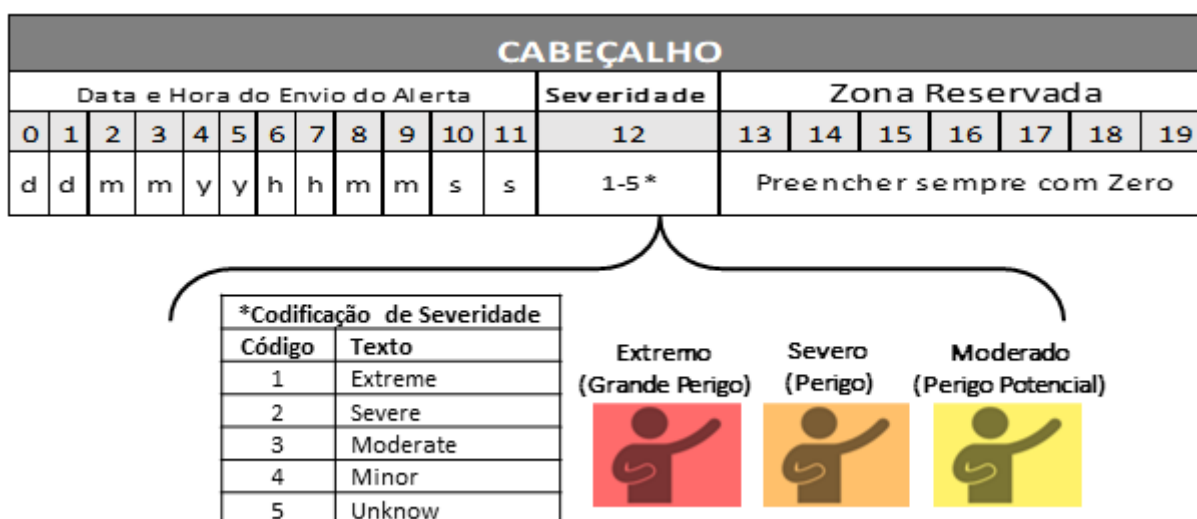 CABEÇALHO
Data e Hora do Envio do Alerta Severidade Zona Reservada
0 1 2 3 4 5 6 7 8 9 10 11 12 13 14 15 16 17 18 19
d d m m y y h h m m s s 1-5* Preencher sempre com Zero
*Codificação de Severidade
Código Texto
1 Extreme
2 Severe
3 Moderate
4 Minor
5 Unknow
Extremo Severo Moderado
(Grande Perigo) (Perigo) (Perigo Potencial)